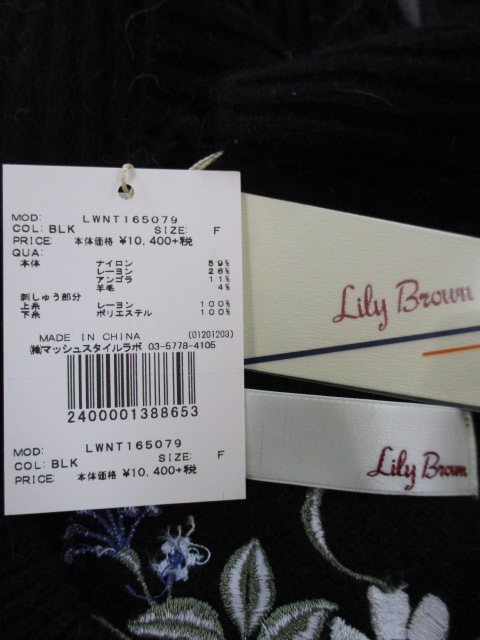 MOD: LWNT165079
COL: BLK SIZE: F
PRICE: 本体価格 ¥10,400+税
QUA:
本体 ナイロン 59%
レーヨン 26%
アンゴラ 11%
羊毛 4%
刺しゅう部分
上糸 レーヨン 100%
下糸 ポリエステル 100%
MADE IN CHINA (01201203)
㈱マッシュスタイルラボ 03-5778-4105
2400001388653
MOD: LWNT165079
COL: BLK SIZE: F
PRICE: 本体価格 ¥10,400+税
Lily Brown
Lily Brown